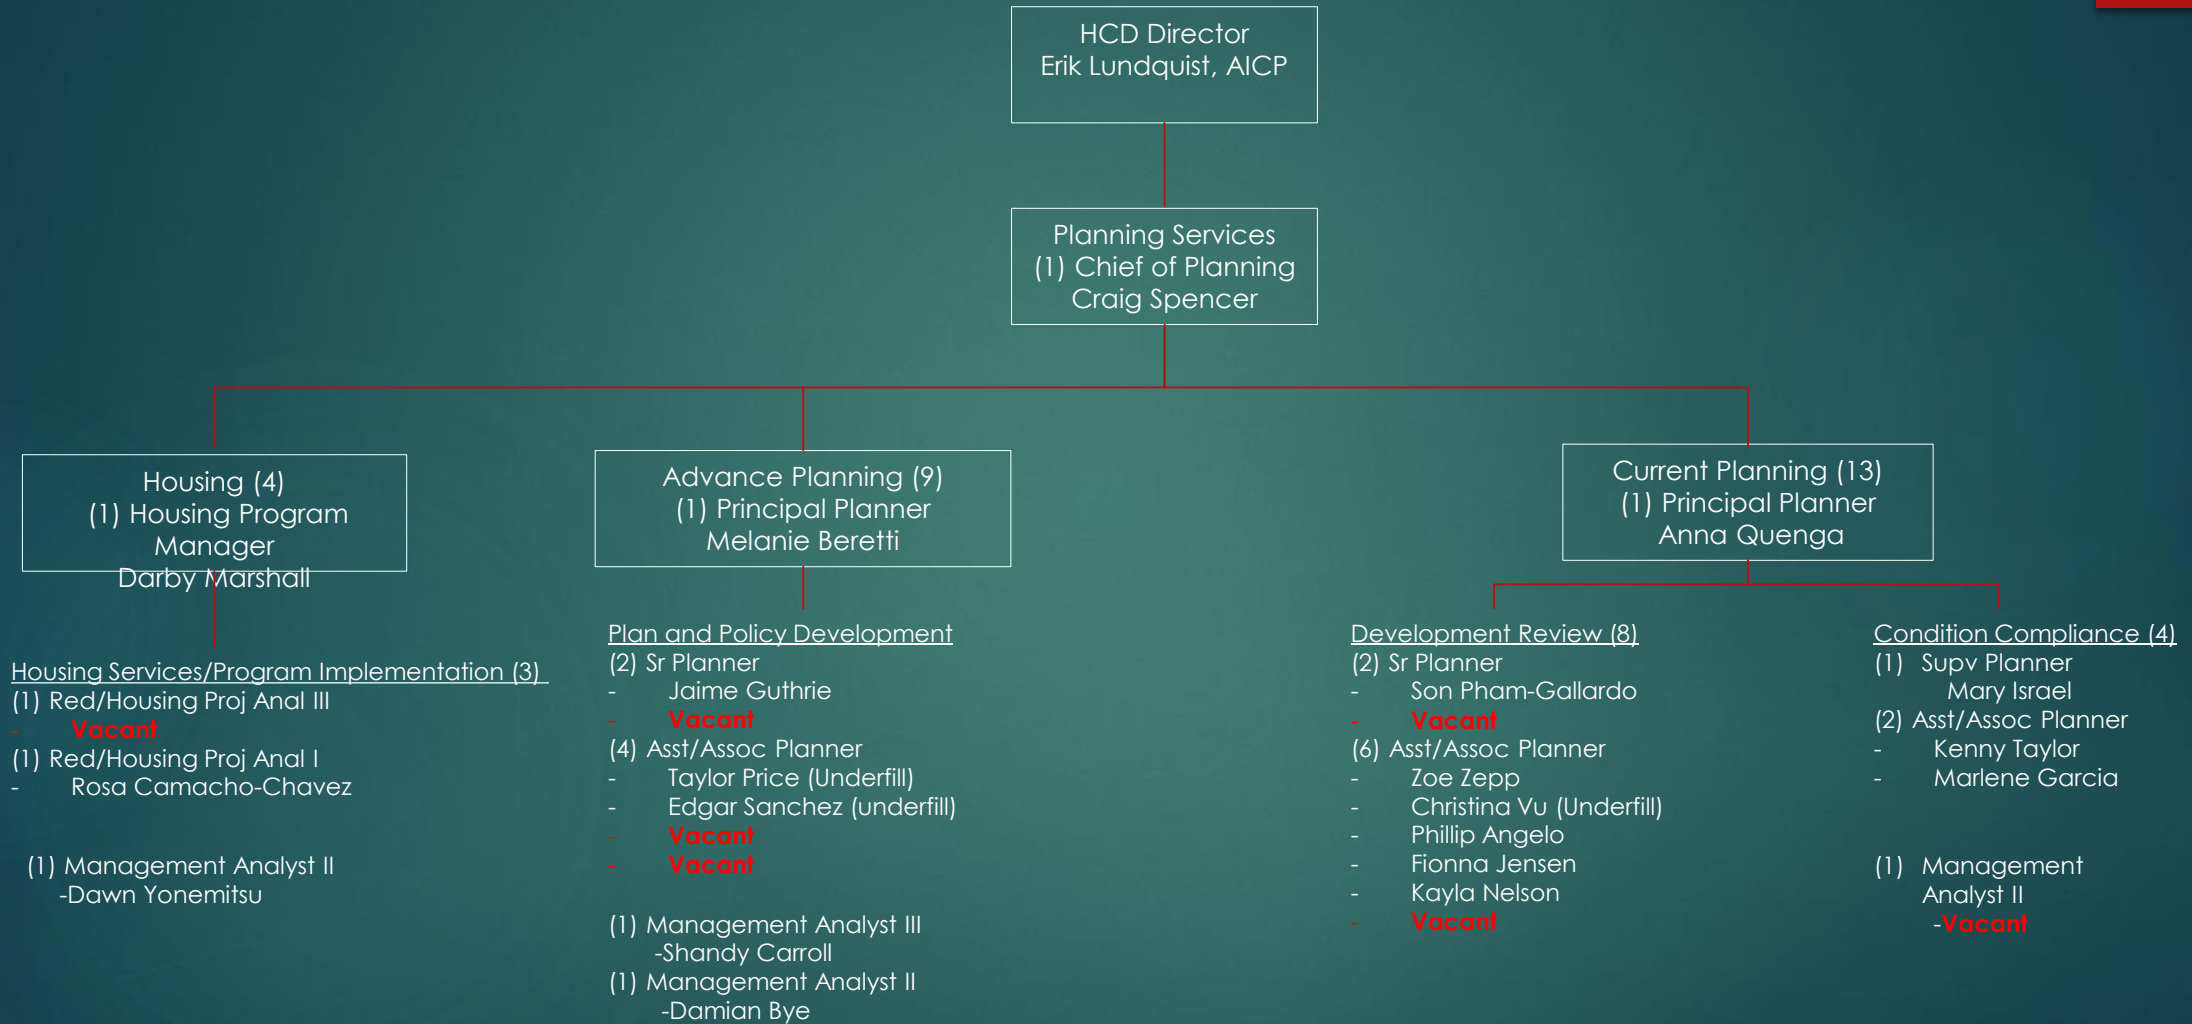 HCD Director
Erik Lundquist, AICP
Planning Services
(1) Chief of Planning
Craig Spencer
Housing (4)
(1) Housing Program
Manager
Darby Marshall
Housing Services/Program Implementation (3)
(1) Red/Housing Proj Anal III
- Vacant
(1) Red/Housing Proj Anal I
- Rosa Camacho-Chavez
(1) Management Analyst II
-Dawn Yonemitsu
Advance Planning (9)
(1) Principal Planner
Melanie Beretti
Plan and Policy Development
(2) Sr Planner
- Jaime Guthrie
- Vacant
(4) Asst/Assoc Planner
- Taylor Price (Underfill)
- Edgar Sanchez (underfill)
- Vacant
- Vacant
(1) Management Analyst III
-Shandy Carroll
(1) Management Analyst II
-Damian Bye
Current Planning (13)
(1) Principal Planner
Anna Quenga
Development Review (8)
(2) Sr Planner
- Son Pham-Gallardo
- Vacant
(6) Asst/Assoc Planner
- Zoe Zepp
- Christina Vu (Underfill)
- Phillip Angelo
- Fionna Jensen
- Kayla Nelson
- Vacant
Condition Compliance (4)
(1) Supv Planner
Mary Israel
(2) Asst/Assoc Planner
- Kenny Taylor
- Marlene Garcia
(1) Management
Analyst II
-Vacant